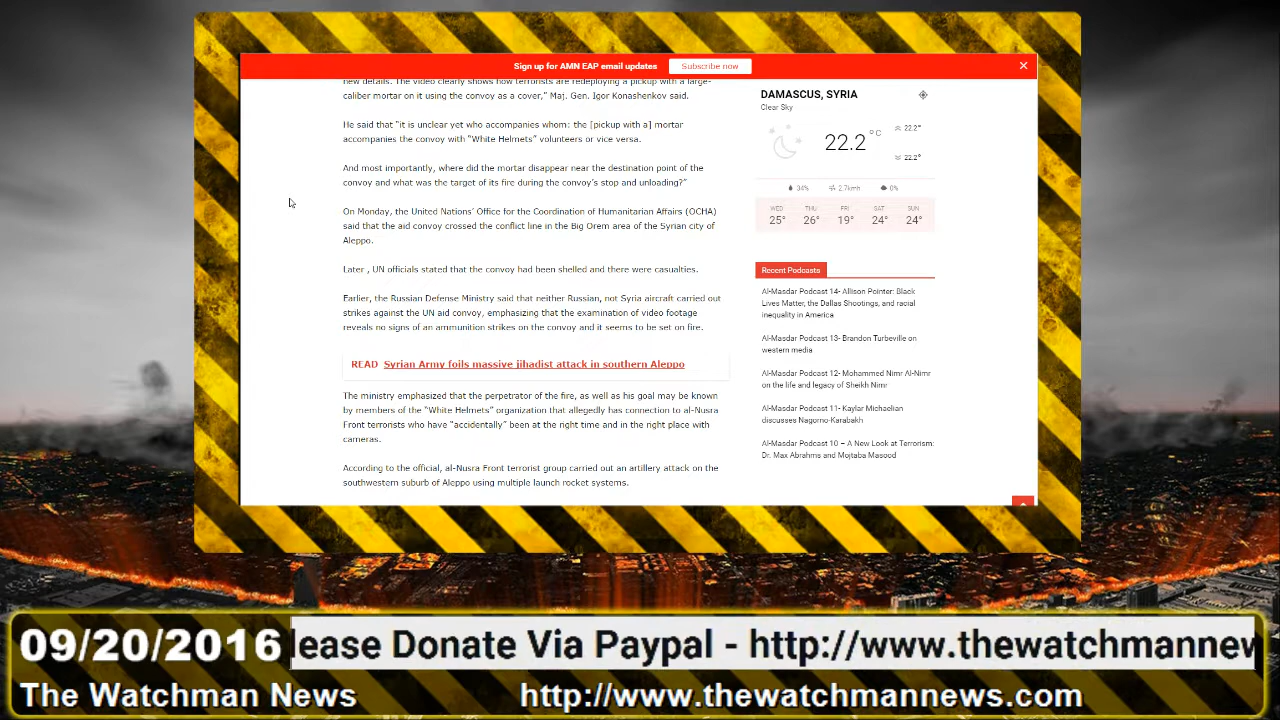 Sign up for AMN EAP email updates
Subscribe now
new details. The video clearly shows how terrorists are redeploying a pickup with a large-
caliber mortar on it using the convoy as a cover," Maj. Gen. Igor Konashenkov said.
He said that "it is unclear yet who accompanies whom: the [pickup with a] mortar
accompanies the convoy with "White Helmets" volunteers or vice versa.
And most importantly, where did the mortar disappear near the destination point of the
convoy and what was the target of its fire during the convoy's stop and unloading?"
On Monday, the United Nations' Office for the Coordination of Humanitarian Affairs (OCHA)
said that the aid convoy crossed the conflict line in the Big Orem area of the Syrian city of
Aleppo.
Later , UN officials stated that the convoy had been shelled and there were casualties.
Earlier, the Russian Defense Ministry said that neither Russian, not Syria aircraft carried out
strikes against the UN aid convoy, emphasizing that the examination of video footage
reveals no signs of an ammunition strikes on the convoy and it seems to be set on fire.
READ Syrian Army foils massive jihadist attack in southern Aleppo
The ministry emphasized that the perpetrator of the fire, as well as his goal may be known
by members of the "White Helmets" organization that allegedly has connection to al-Nusra
Front terrorists who have "accidentally" been at the right time and in the right place with
cameras.
According to the official, al-Nusra Front terrorist group carried out an artillery attack on the
southwestern suburb of Aleppo using multiple launch rocket systems.
DAMASCUS, SYRIA
Clear Sky
22.2 °C
22.2°
22.2°
34% 2.7kmh 0%
WED THU FRI SAT SUN
25° 26° 19° 24° 24°
Recent Podcasts
Al-Masdar Podcast 14- Allison Pointer: Black
Lives Matter, the Dallas Shootings, and racial
inequality in America
Al-Masdar Podcast 13- Brandon Turbeville on
western media
Al-Masdar Podcast 12- Mohammed Nimr Al-Nimr
on the life and legacy of Sheikh Nimr
Al-Masdar Podcast 11- Kaylar Michaelian
discusses Nagorno-Karabakh
Al-Masdar Podcast 10 – A New Look at Terrorism:
Dr. Max Abrahms and Mojtaba Masood
09/20/2016 lease Donate Via Paypal - http://www.thewatchmannew
The Watchman News http://www.thewatchmannews.com